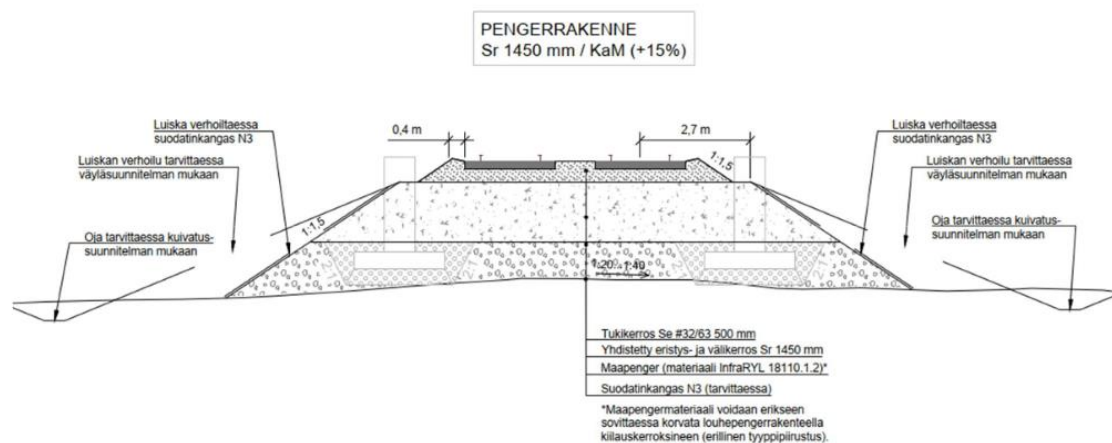 PENGERRAKENNE
Sr 1450 mm / KaM (+15%)
Luiska verhoiltaessa
suodatinkangas N3
0,4 m
2,7 m
Luiska verhoiltaessa
suodatinkangas N3
Luiskan verhoilu tarvittaessa
väyläsuunnitelman mukaan
1:1,5
Luiskan verhoilu tarvittaessa
väyläsuunnitelman mukaan
Oja tarvittaessa kuivatus-
suunnitelman mukaan
1:1,5
Oja tarvittaessa kuivatus-
suunnitelman mukaan
1:20...1:40
Tukikerros Se #32/63 500 mm
Yhdistetty eristys- ja välikerros Sr 1450 mm
Maapenger (materiaali InfraRYL 18110.1.2)*
Suodatinkangas N3 (tarvittaessa)
*Maapengermateriaali voidaan erikseen
sovittaessa korvata louhepengerrakenteella
kiilauskerroksineen (erillinen tyyppipiirustus).